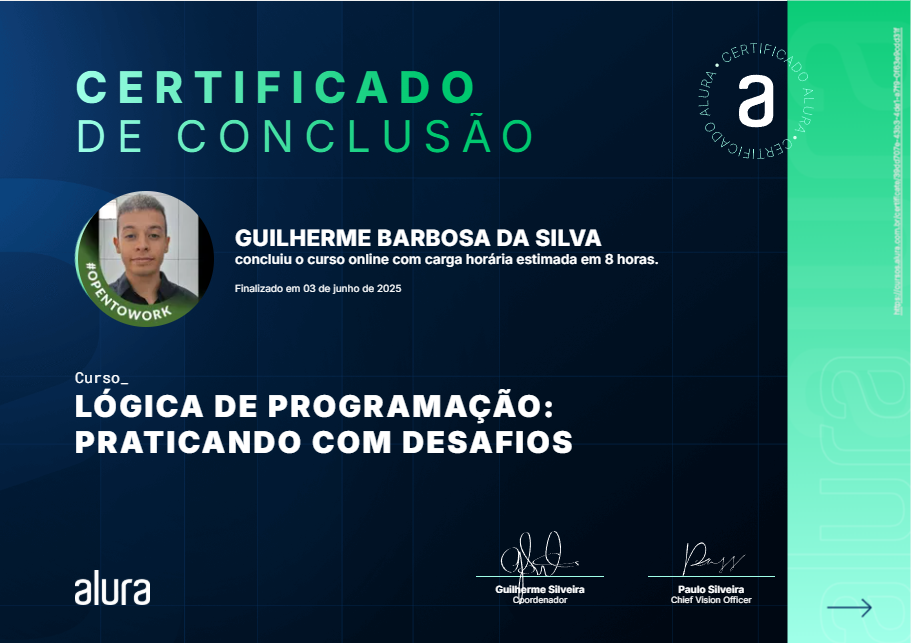 CERTIFICADO
DE CONCLUSÃO
• CERTIFICADO ALURA • CERTIFICADO ALURA
a
#OPENTOWORK
GUILHERME BARBOSA DA SILVA
concluiu o curso online com carga horária estimada em 8 horas.
Finalizado em 03 de junho de 2025
Curso_
LÓGICA DE PROGRAMAÇÃO:
PRATICANDO COM DESAFIOS
alura
Guilherme Silveira
Coordenador
Paulo Silveira
Chief Vision Officer
alura